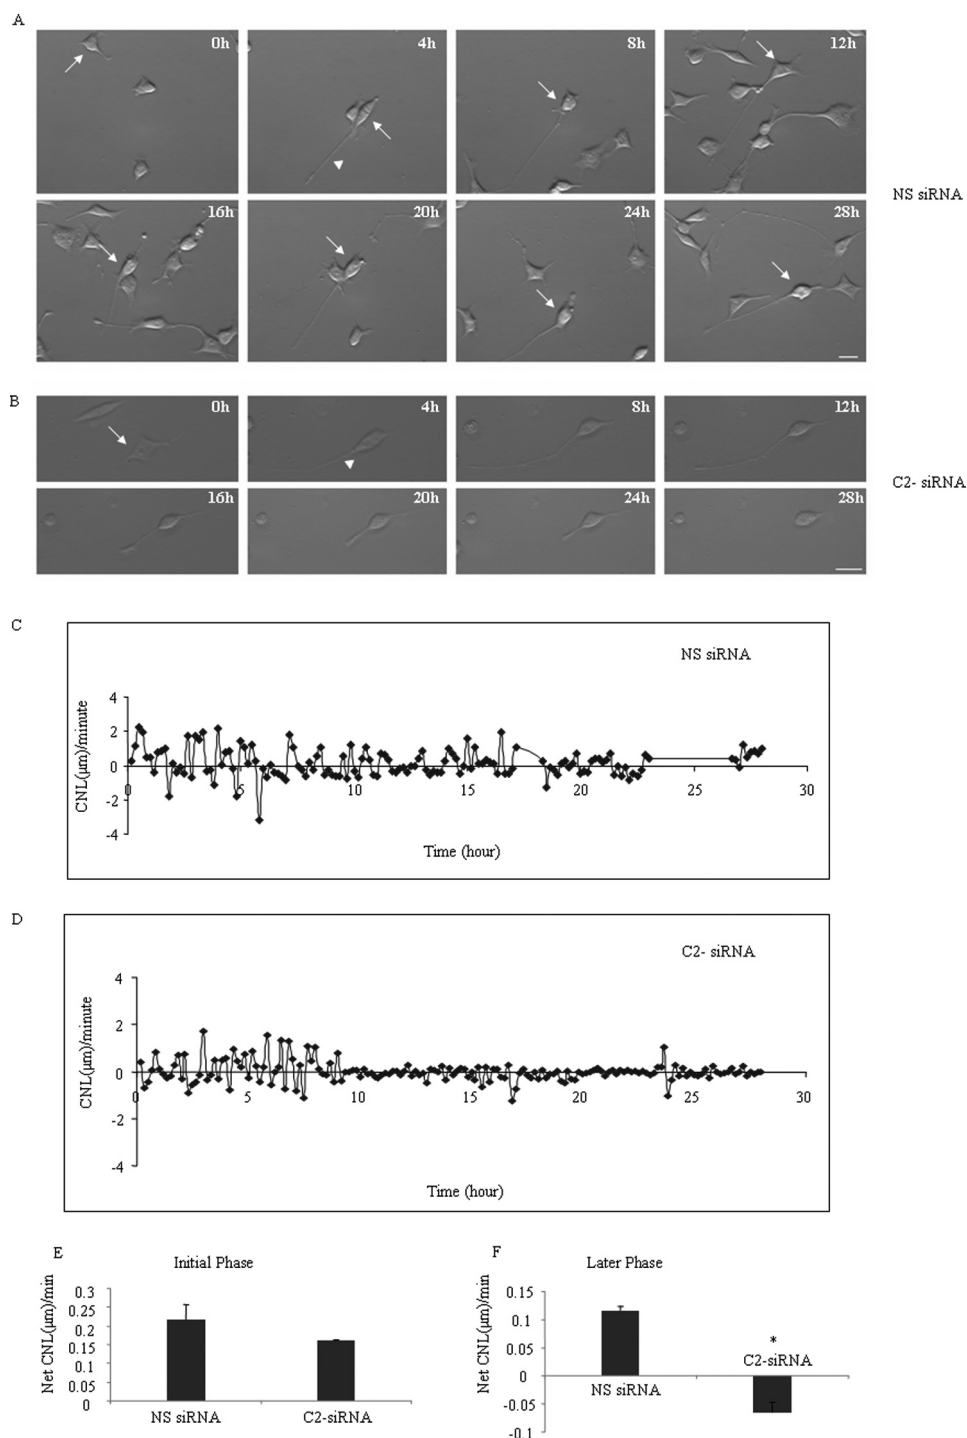 A
0h
4h
8h
12h
NS siRNA
16h
20h
24h
28h
B
0h
4h
8h
12h
C2- siRNA
16h
20h
24h
28h
C
NS siRNA
4
2
0
-2
-4
CNL(µm)/minute
0
5
10
15
20
25
30
Time (hour)
D
C2- siRNA
4
2
0
-2
-4
CNL(µm)/minute
0
5
10
15
20
25
30
Time (hour)
E
Initial Phase
Net CNL(µm)/min
0.3
0.25
0.2
0.15
0.1
0.05
0
NS siRNA
C2-siRNA
F
Later Phase
Net CNL(µm)/min
0.15
0.1
0.05
0
-0.05
-0.1
*
C2-siRNA
NS siRNA